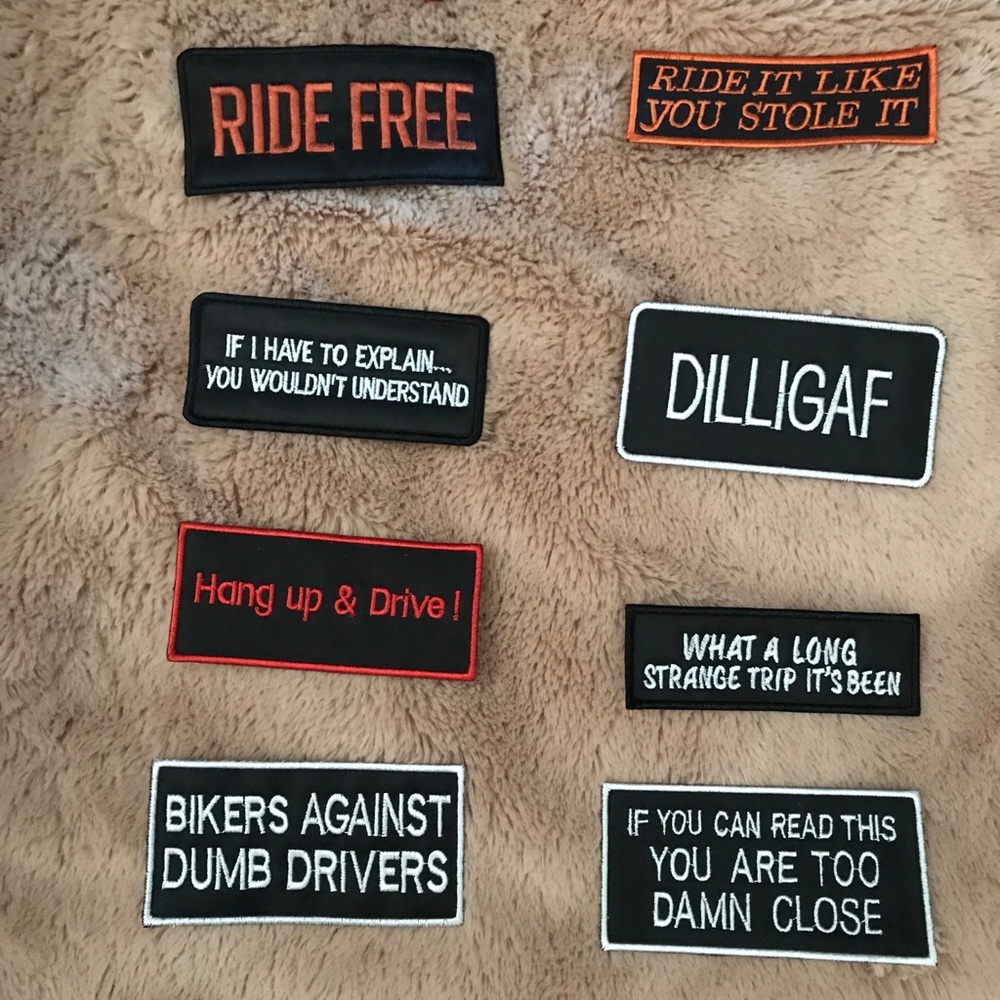 RIDE FREE
RIDE IT LIKE
YOU STOLE IT
IF I HAVE TO EXPLAIN...
YOU WOULDN'T UNDERSTAND
DILLIGAF
Hang up & Drive!
WHAT A LONG
STRANGE TRIP IT'S BEEN
BIKERS AGAINST
DUMB DRIVERS
IF YOU CAN READ THIS
YOU ARE TOO
DAMN CLOSE